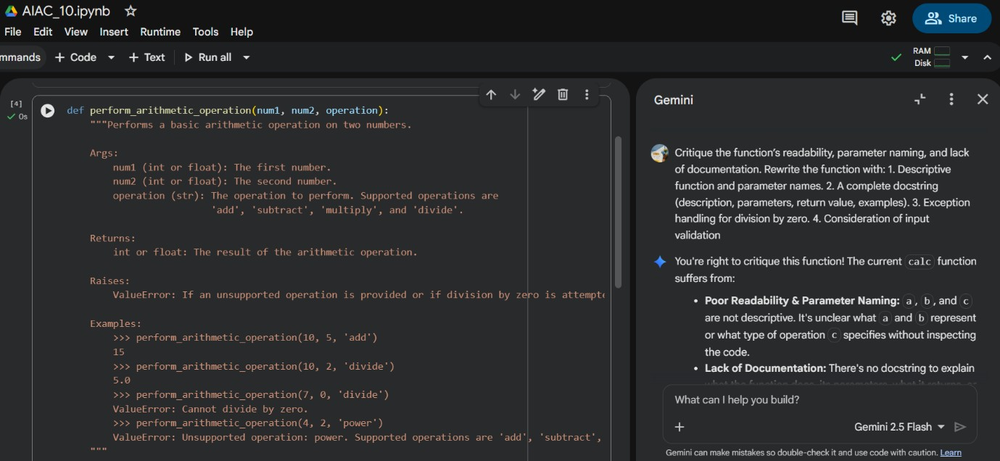 AIAC_10.ipynb
File Edit View Insert Runtime Tools Help
Share
mmands + Code + Text Run all
RAM
Disk
[4]
0s
def perform_arithmetic_operation(num1, num2, operation):
"""Performs a basic arithmetic operation on two numbers.
Args:
num1 (int or float): The first number.
num2 (int or float): The second number.
operation (str): The operation to perform. Supported operations are
'add', 'subtract', 'multiply', and 'divide'.
Returns:
int or float: The result of the arithmetic operation.
Raises:
ValueError: If an unsupported operation is provided or if division by zero is attempte
Examples:
>>> perform_arithmetic_operation(10, 5, 'add')
15
>>> perform_arithmetic_operation(10, 2, 'divide')
5.0
>>> perform_arithmetic_operation(7, 0, 'divide')
ValueError: Cannot divide by zero.
>>> perform_arithmetic_operation(4, 2, 'power')
ValueError: Unsupported operation: power. Supported operations are 'add', 'subtract',
"""
Gemini
Critique the function’s readability, parameter naming, and lack
of documentation. Rewrite the function with: 1. Descriptive
function and parameter names. 2. A complete docstring
(description, parameters, return value, examples). 3. Exception
handling for division by zero. 4. Consideration of input
validation
You're right to critique this function! The current calc function
suffers from:
• Poor Readability & Parameter Naming: a, b, and c
are not descriptive. It's unclear what a and b represent
or what type of operation c specifies without inspecting
the code.
• Lack of Documentation: There's no docstring to explain
what the function does, its parameters, what it returns, or
What can I help you build?
+ Gemini 2.5 Flash
Gemini can make mistakes so double-check it and use code with caution. Learn